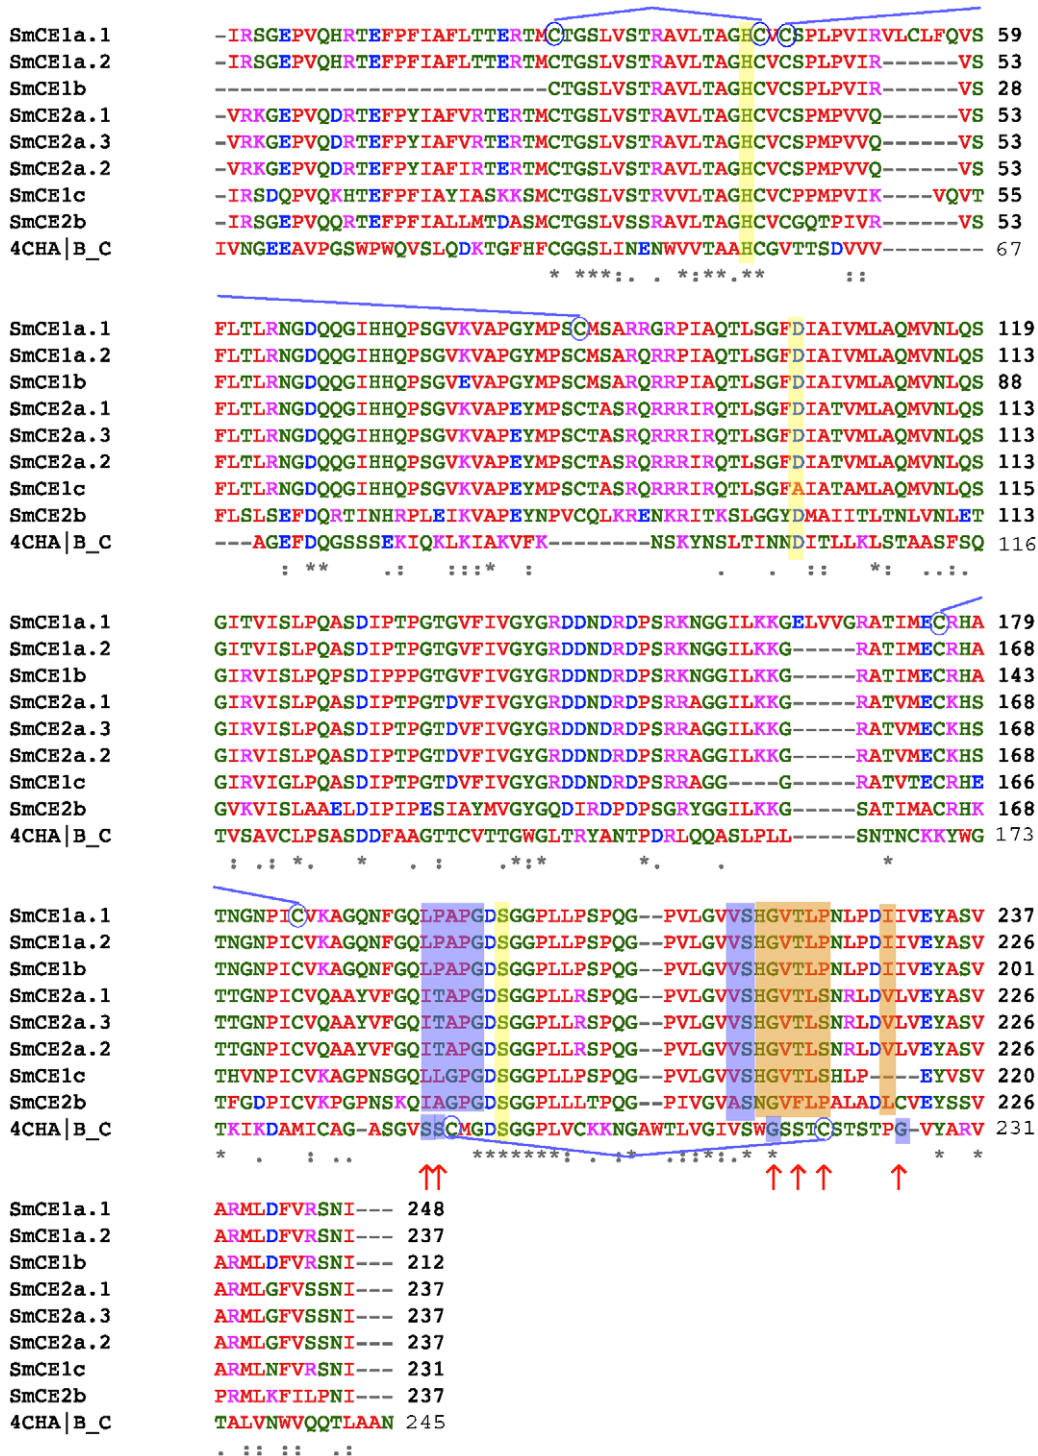 SmCE1a.1 -IRSGEPVQHRTEFPFIAFLTTERTMCTGSLVSTRAVLTAGHCVCSPLPVIRVLCLFQVS 59
SmCE1a.2 -IRSGEPVQHRTEFPFIAFLTTERTMCTGSLVSTRAVLTAGHCVCSPLPVIR------VS 53
SmCE1b --------------------------CTGSLVSTRAVLTAGHCVCSPLPVIR------VS 28
SmCE2a.1 -VRKGEPVQDRTEFPYIAFVRTERTMCTGSLVSTRAVLTAGHCVCSPMPVVQ------VS 53
SmCE2a.3 -VRKGEPVQDRTEFPYIAFVRTERTMCTGSLVSTRAVLTAGHCVCSPMPVVQ------VS 53
SmCE2a.2 -VRKGEPVQDRTEFPYIAFIRTERTMCTGSLVSTRAVLTAGHCVCSPMPVVQ------VS 53
SmCE1c -IRSDQPVQKHTEFPFIAYIASKKSMCTGSLVSTRVVLTAGHCVCPPMPVIK----VQVT 55
SmCE2b -IRSGEPVQQRTEFPFIALLMTDASMCTGSLVSSRAVLTAGHCVCGQTPIVR------VS 53
4CHA|B_C IVNGEEAVPGSWPWQVSLQDKTGFHFCGGSLINENWVVTAAHCGVTTSDVVV-------- 67
* ***:. . *:**.** ::
SmCE1a.1 FLTLRNGDQQGIHHQPSGVKVAPGYMPSCMSARRGRPIAQTLSGFDIAIVMLAQMVNLQS 119
SmCE1a.2 FLTLRNGDQQGIHHQPSGVKVAPGYMPSCMSARQRRPIAQTLSGFDIAIVMLAQMVNLQS 113
SmCE1b FLTLRNGDQQGIHHQPSGVEVAPGYMPSCMSARQRRPIAQTLSGFDIAIVMLAQMVNLQS 88
SmCE2a.1 FLTLRNGDQQGIHHQPSGVKVAPEYMPSCTASRQRRRIRQTLSGFDIATVMLAQMVNLQS 113
SmCE2a.3 FLTLRNGDQQGIHHQPSGVKVAPEYMPSCTASRQRRRIRQTLSGFDIATVMLAQMVNLQS 113
SmCE2a.2 FLTLRNGDQQGIHHQPSGVKVAPEYMPSCTASRQRRRIRQTLSGFDIATVMLAQMVNLQS 113
SmCE1c FLTLRNGDQQGIHHQPSGVKVAPEYMPSCTASRQRRRIRQTLSGFAIATAMLAQMVNLQS 115
SmCE2b FLSLSEFDQRTINHRPLEIKVAPEYNPVCQLKRENKRITKSLGGYDMAIITLTNLVNLET 113
4CHA|B_C ---AGEFDQGSSSEKIQKLKIAKVFK--------NSKYNSLTINNDITLLKLSTAASFSQ 116
: ** .: :::* : . . :: *: ..:.
SmCE1a.1 GITVISLPQASDIPTPGTGVFIVGYGRDDNDRDPSRKNGGILKKGELVVGRATIMECRHA 179
SmCE1a.2 GITVISLPQASDIPTPGTGVFIVGYGRDDNDRDPSRKNGGILKKG-----RATIMECRHA 168
SmCE1b GIRVISLPQPSDIPPPGTGVFIVGYGRDDNDRDPSRKNGGILKKG-----RATIMECRHA 143
SmCE2a.1 GIRVISLPQASDIPTPGTDVFIVGYGRDDNDRDPSRRAGGILKKG-----RATVMECKHS 168
SmCE2a.3 GIRVISLPQASDIPTPGTDVFIVGYGRDDNDRDPSRRAGGILKKG-----RATVMECKHS 168
SmCE2a.2 GIRVISLPQASDIPTPGTDVFIVGYGRDDNDRDPSRRAGGILKKG-----RATVMECKHS 168
SmCE1c GIRVIGLPQASDIPTPGTDVFIVGYGRDDNDRDPSRRAGG----G-----RATVTECRHE 166
SmCE2b GVKVISLAAELDIPIPESIAYMVGYGQDIRDPDPSGRYGGILKKG-----SATIMACRHK 168
4CHA|B_C TVSAVCLPSASDDFAAGTTCVTTGWGLTRYANTPDRLQQASLPLL-----SNTNCKKYWG 173
: .: *. * . : .*:* *. . *
SmCE1a.1 TNGNPICVKAGQNFGQLPAPGDSGGPLLPSPQG--PVLGVVSHGVTLPNLPDIIVEYASV 237
SmCE1a.2 TNGNPICVKAGQNFGQLPAPGDSGGPLLPSPQG--PVLGVVSHGVTLPNLPDIIVEYASV 226
SmCE1b TNGNPICVKAGQNFGQLPAPGDSGGPLLPSPQG--PVLGVVSHGVTLPNLPDIIVEYASV 201
SmCE2a.1 TTGNPICVQAAYVFGQITAPGDSGGPLLRSPQG--PVLGVVSHGVTLSNRLDVLVEYASV 226
SmCE2a.3 TTGNPICVQAAYVFGQITAPGDSGGPLLRSPQG--PVLGVVSHGVTLSNRLDVLVEYASV 226
SmCE2a.2 TTGNPICVQAAYVFGQITAPGDSGGPLLRSPQG--PVLGVVSHGVTLSNRLDVLVEYASV 226
SmCE1c THVNPICVKAGPNSGQLLGPGDSGGPLLPSPQG--PVLGVVSHGVTLSHLP----EYVSV 220
SmCE2b TFGDPICVKPGPNSKQIAGPGDSGGPLLLTPQG--PIVGVASNGVFLPALADLCVEYSSV 226
4CHA|B_C TKIKDAMICAG-ASGVSSCMGDSGGPLVCKKNGAWTLVGIVSWGSSTCSTSTPG-VYARV 231
* . : .. *******: . :* .::*:.* * * *
SmCE1a.1 ARMLDFVRSNI--- 248
SmCE1a.2 ARMLDFVRSNI--- 237
SmCE1b ARMLDFVRSNI--- 212
SmCE2a.1 ARMLGFVSSNI--- 237
SmCE2a.3 ARMLGFVSSNI--- 237
SmCE2a.2 ARMLGFVSSNI--- 237
SmCE1c ARMLNFVRSNI--- 231
SmCE2b PRMLKFILPNI--- 237
4CHA|B_C TALVNWVQQTLAAN 245
. :: :: .: